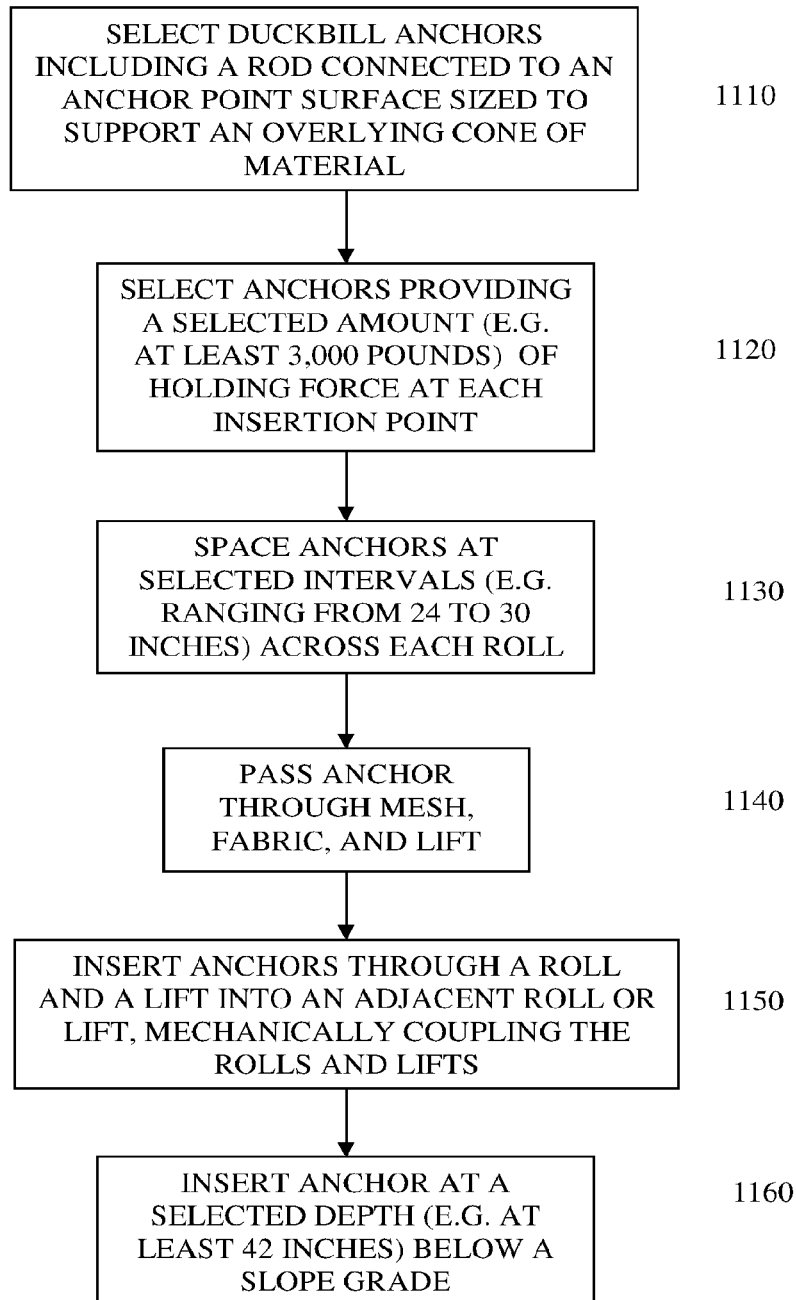 SELECT DUCKBILL ANCHORS
INCLUDING A ROD CONNECTED TO AN
ANCHOR POINT SURFACE SIZED TO
SUPPORT AN OVERLYING CONE OF
MATERIAL
1110
SELECT ANCHORS PROVIDING
A SELECTED AMOUNT (E.G.
AT LEAST 3,000 POUNDS) OF
HOLDING FORCE AT EACH
INSERTION POINT
1120
SPACE ANCHORS AT
SELECTED INTERVALS (E.G.
RANGING FROM 24 TO 30
INCHES) ACROSS EACH ROLL
1130
PASS ANCHOR
THROUGH MESH,
FABRIC, AND LIFT
1140
INSERT ANCHORS THROUGH A ROLL
AND A LIFT INTO AN ADJACENT ROLL OR
LIFT, MECHANICALLY COUPLING THE
ROLLS AND LIFTS
1150
INSERT ANCHOR AT A
SELECTED DEPTH (E.G. AT
LEAST 42 INCHES) BELOW A
SLOPE GRADE
1160